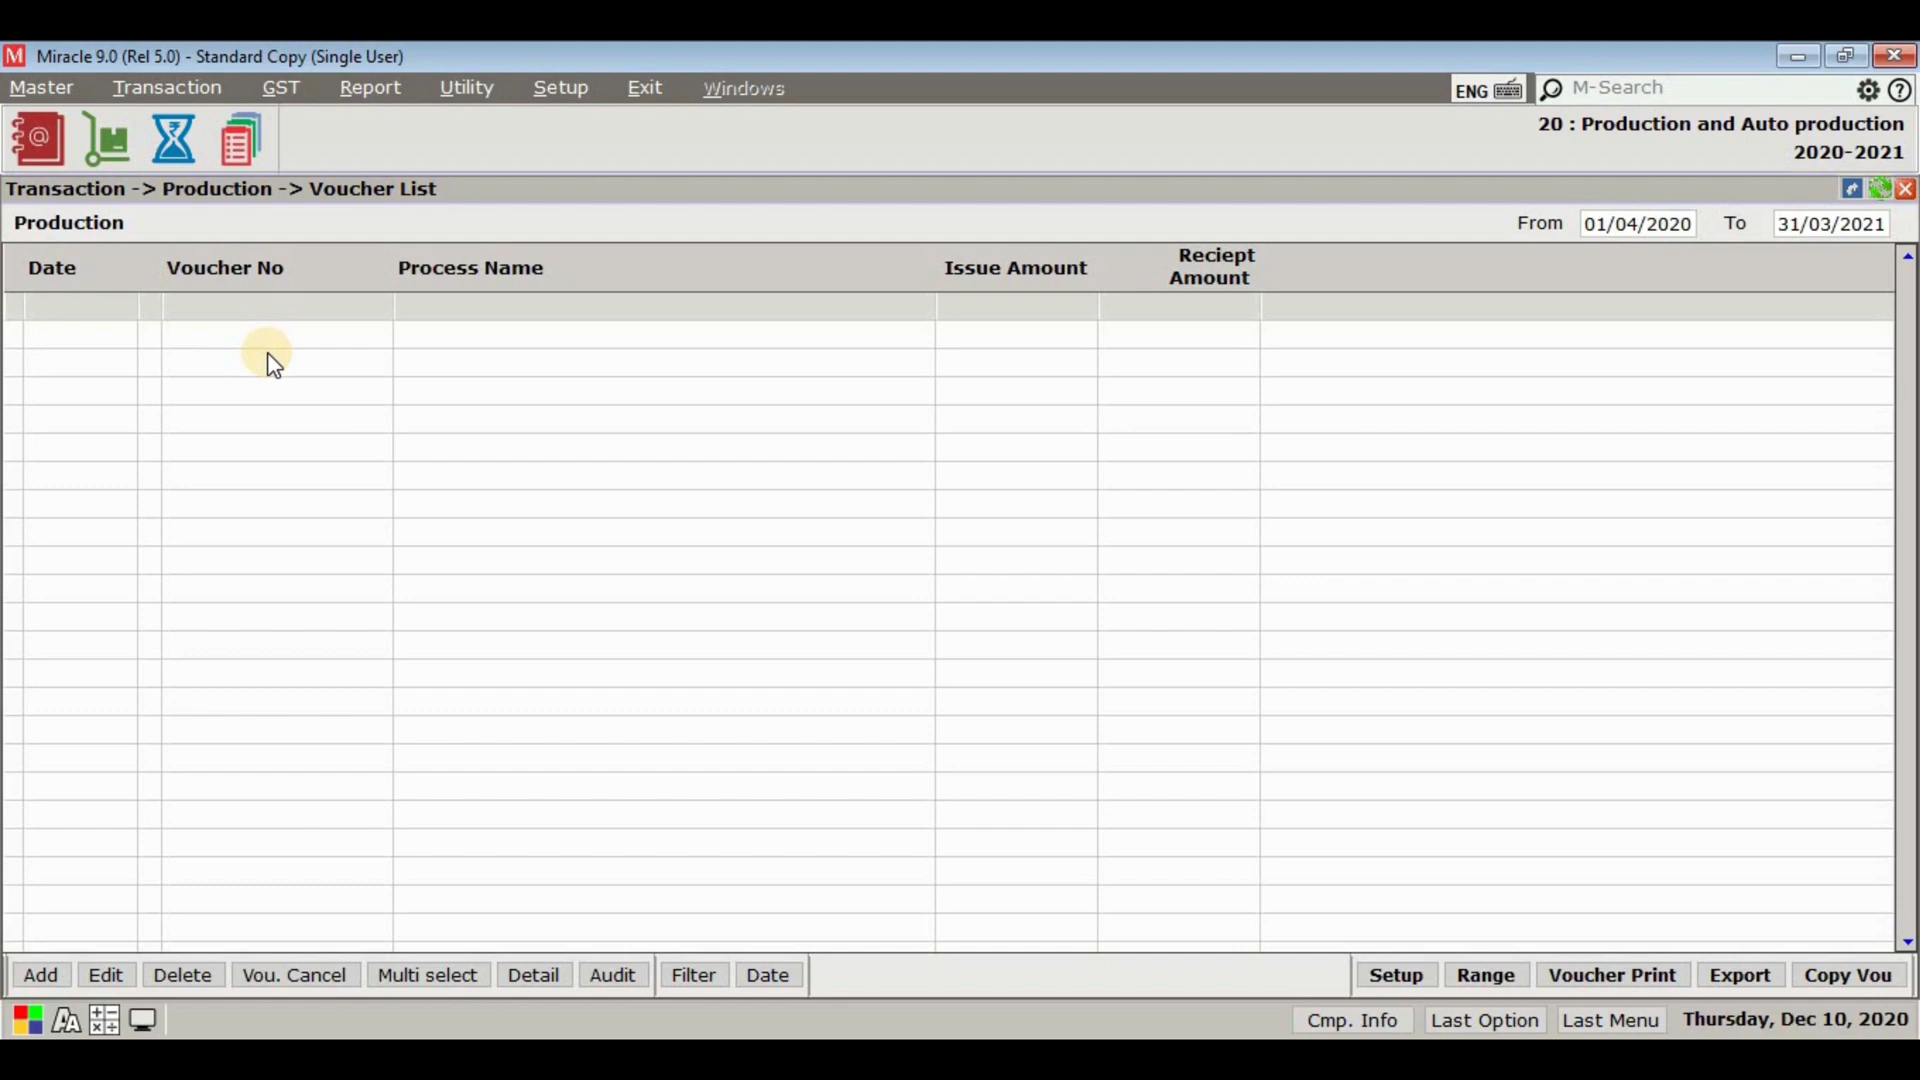 Miracle 9.0 (Rel 5.0) - Standard Copy (Single User)
Master Transaction GST Report Utility Setup Exit Windows ENG M-Search
20 : Production and Auto production
2020-2021
Transaction -> Production -> Voucher List
Production From 01/04/2020 To 31/03/2021
Date Voucher No Process Name Issue Amount Reciept Amount
Add Edit Delete Vou. Cancel Multi select Detail Audit Filter Date Setup Range Voucher Print Export Copy Vou
Cmp. Info Last Option Last Menu Thursday, Dec 10, 2020